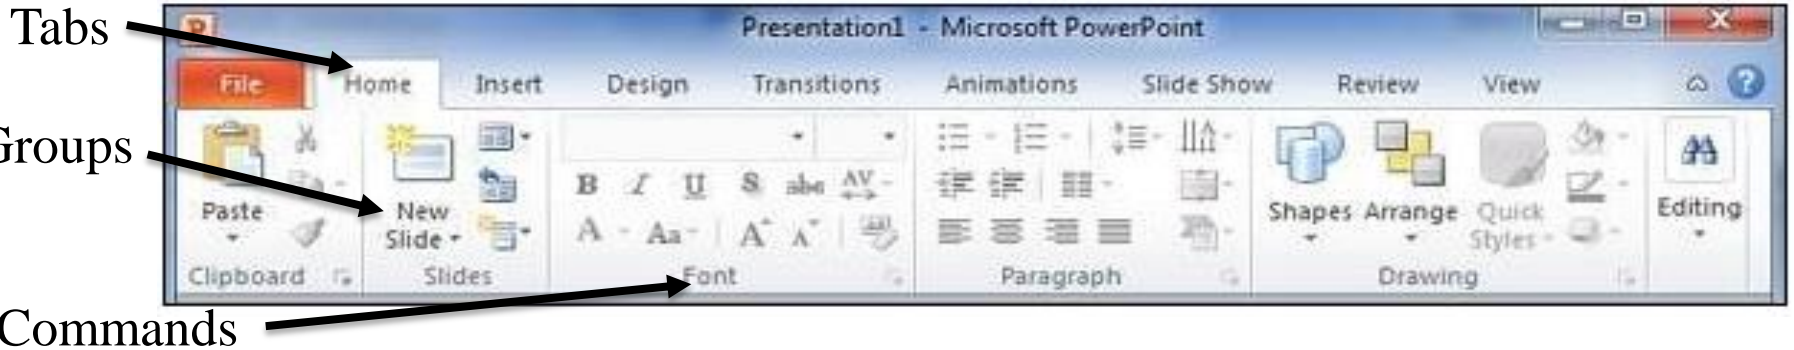 Tabs
Presentation1 - Microsoft PowerPoint
File Home Insert Design Transitions Animations Slide Show Review View
Groups
Paste
New Slide
B I U S abc AV
A Aa A A
Shapes Arrange Quick Styles
Editing
Clipboard Slides Font Paragraph Drawing
Commands